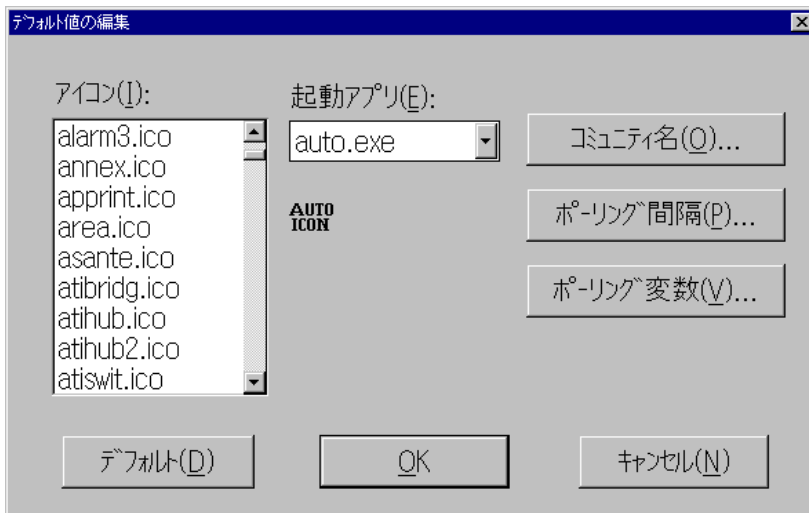 ﾃﾞﾌｫﾙﾄ値の編集
アイコン(I):
alarm3.ico
annex.ico
apprint.ico
area.ico
asante.ico
atibridg.ico
atihub.ico
atihub2.ico
atiswit.ico
起動アプリ(E):
auto.exe
AUTO
ICON
ｺﾐｭﾆﾃｨ名(O)...
ﾎﾟｰﾘﾝｸﾞ間隔(P)...
ﾎﾟｰﾘﾝｸﾞ変数(V)...
ﾃﾞﾌｫﾙﾄ(D)
OK
ｷｬﾝｾﾙ(N)